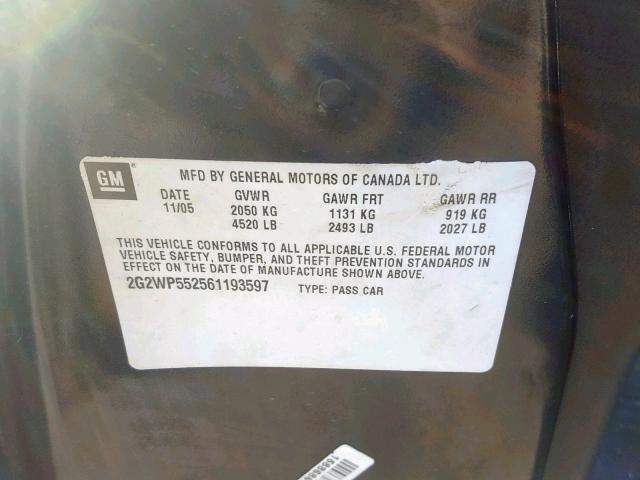 GM
MFD BY GENERAL MOTORS OF CANADA LTD.
DATE GVWR GAWR FRT GAWR RR
11/05 2050 KG 1131 KG 919 KG
4520 LB 2493 LB 2027 LB
THIS VEHICLE CONFORMS TO ALL APPLICABLE U.S. FEDERAL MOTOR
VEHICLE SAFETY, BUMPER, AND THEFT PREVENTION STANDARDS IN
EFFECT ON THE DATE OF MANUFACTURE SHOWN ABOVE.
2G2WP552561193597 TYPE: PASS CAR